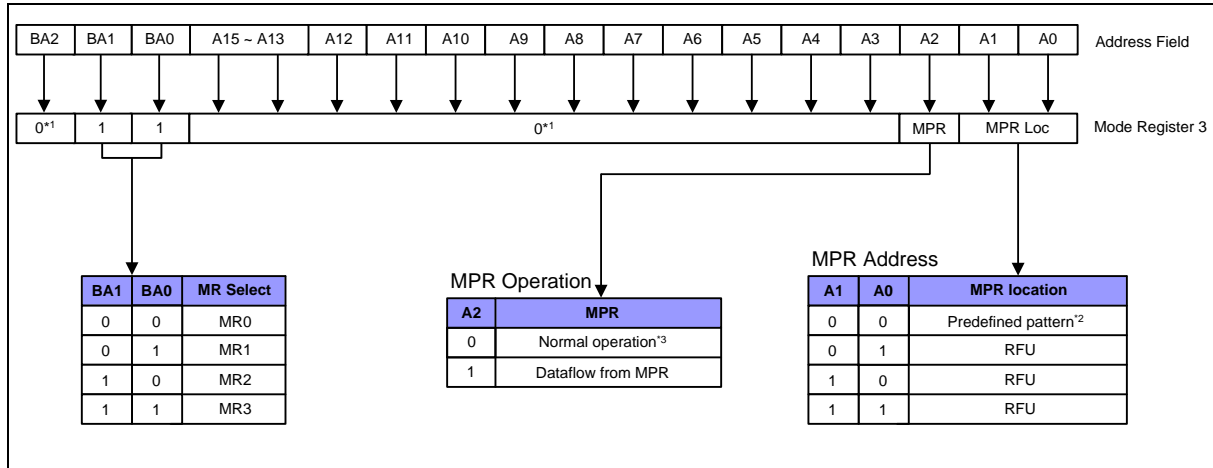 BA2 BA1 BA0 A15 ~ A13 A12 A11 A10 A9 A8 A7 A6 A5 A4 A3 A2 A1 A0 Address Field
0*1 1 1 0*1 MPR MPR Loc Mode Register 3
BA1 BA0 MR Select
0 0 MR0
0 1 MR1
1 0 MR2
1 1 MR3
MPR Operation
A2 MPR
0 Normal operation*3
1 Dataflow from MPR
MPR Address
A1 A0 MPR location
0 0 Predefined pattern*2
0 1 RFU
1 0 RFU
1 1 RFU